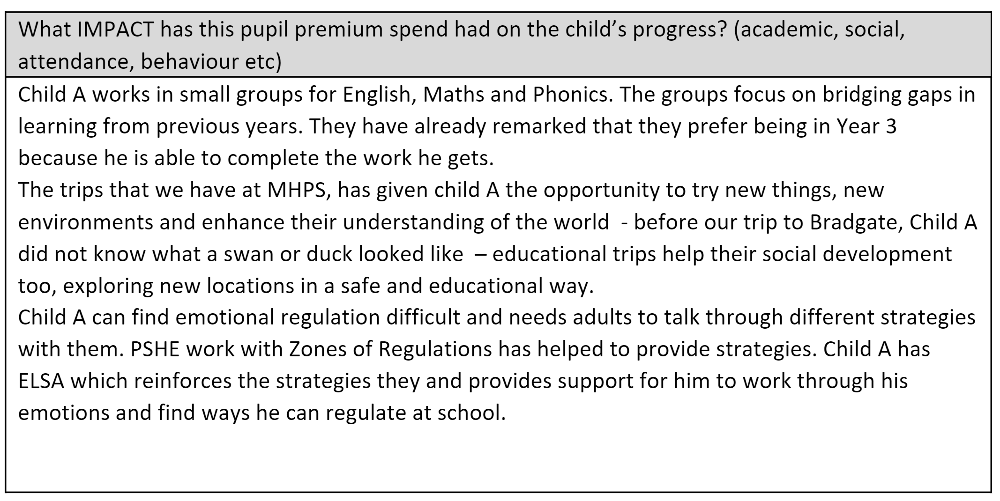 What IMPACT has this pupil premium spend had on the child’s progress? (academic, social,
attendance, behaviour etc)
Child A works in small groups for English, Maths and Phonics. The groups focus on bridging gaps in
learning from previous years. They have already remarked that they prefer being in Year 3
because he is able to complete the work he gets.
The trips that we have at MHPS, has given child A the opportunity to try new things, new
environments and enhance their understanding of the world  - before our trip to Bradgate, Child A
did not know what a swan or duck looked like  – educational trips help their social development
too, exploring new locations in a safe and educational way.
Child A can find emotional regulation difficult and needs adults to talk through different strategies
with them. PSHE work with Zones of Regulations has helped to provide strategies. Child A has
ELSA which reinforces the strategies they and provides support for him to work through his
emotions and find ways he can regulate at school.